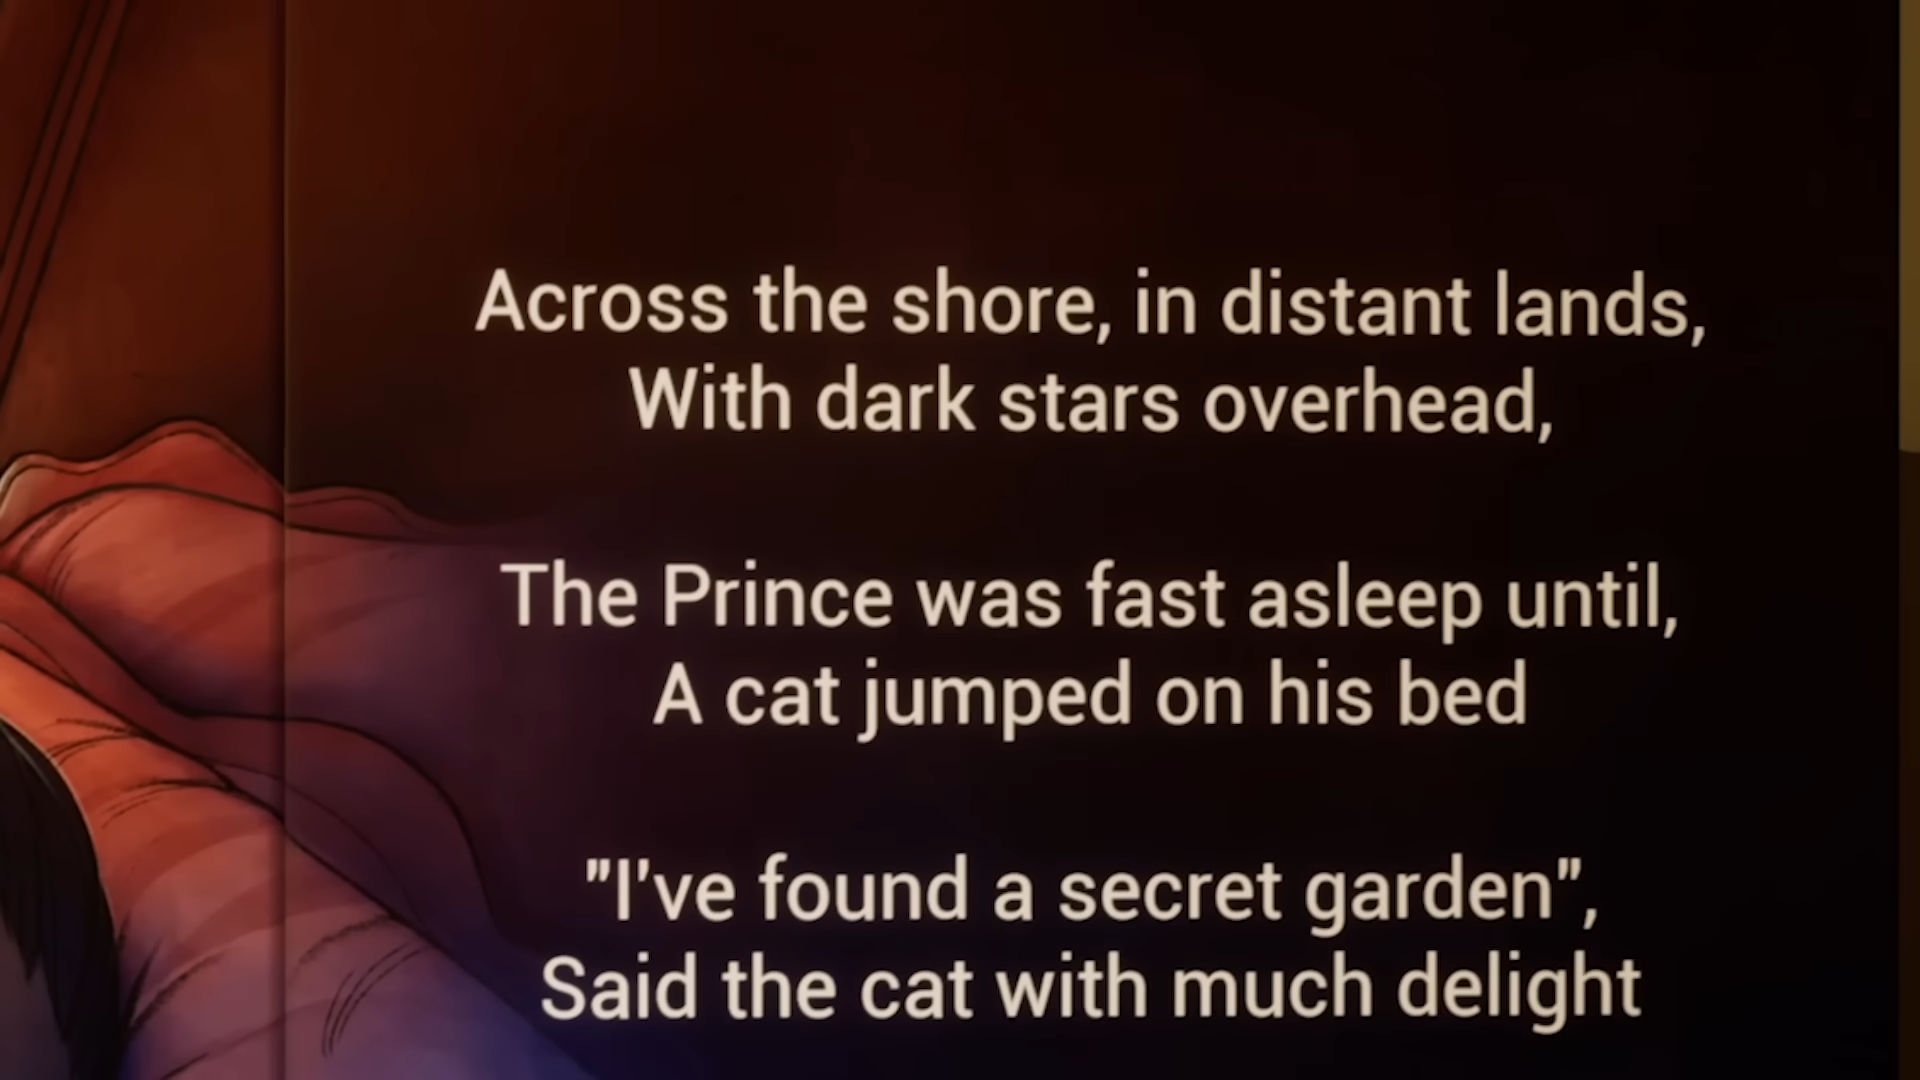 Across the shore, in distant lands,
With dark stars overhead,
The Prince was fast asleep until,
A cat jumped on his bed
"I've found a secret garden",
Said the cat with much delight